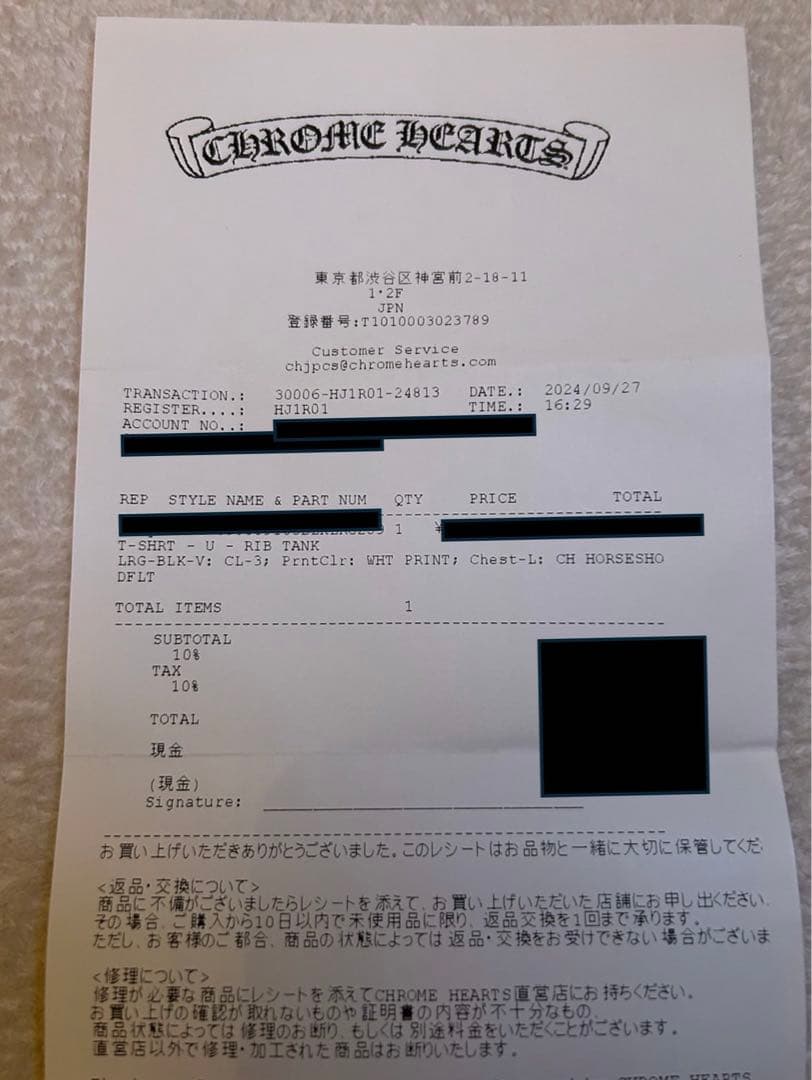 CHROME HEARTS
東京都渋谷区神宮前2-18-11
1・2F
JPN
登録番号:T1010003023789
Customer Service
chjpcs@chromehearts.com
TRANSACTION.: 30006-HJ1R01-24813 DATE.: 2024/09/27
REGISTER....: HJ1R01 TIME.: 16:29
ACCOUNT NO..:
REP STYLE NAME & PART NUM QTY PRICE TOTAL
1 ¥
T-SHRT - U - RIB TANK
LRG-BLK-V: CL-3; PrntClr: WHT PRINT; Chest-L: CH HORSESHO
DFLT
TOTAL ITEMS 1
SUBTOTAL
10%
TAX
10%
TOTAL
現金
(現金)
Signature:
お買い上げいただきありがとうございました。このレシートはお品物と一緒に大切に保管してくだ
<返品・交換について>
商品に不備がございましたらレシートを添えて、お買い上げいただいた店舗にお申し出ください.
その場合、ご購入から10日以内で未使用品に限り、返品交換を1回まで承ります。
ただし、お客様のご都合、商品の状態によっては返品・交換をお受けできない場合がございま
<修理について>
修理が必要な商品にレシートを添えてCHROME HEARTS直営店にお持ちください。
お買い上げの確認が取れないものや証明書の内容が不十分なもの、
商品状態によっては修理のお断り、もしくは別途料金をいただくことがございます。
直営店以外で修理・加工された商品はお断りいたします。
CHROME HEARTS